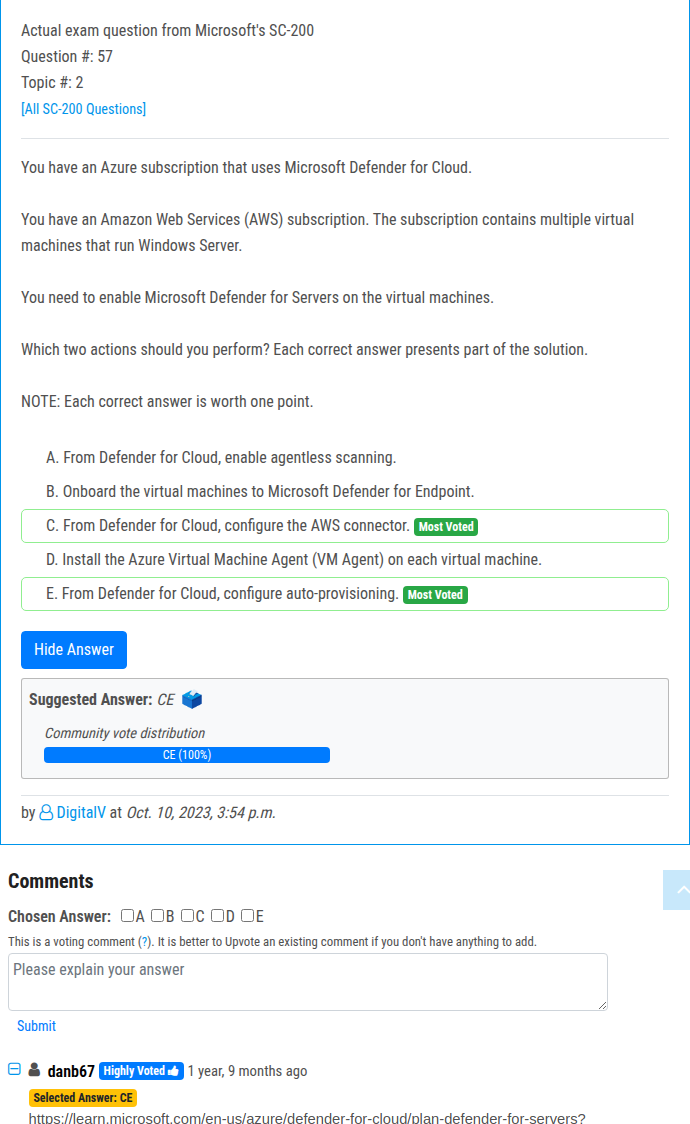 Actual exam question from Microsoft's SC-200
Question #: 57
Topic #: 2
[All SC-200 Questions]
You have an Azure subscription that uses Microsoft Defender for Cloud.
You have an Amazon Web Services (AWS) subscription. The subscription contains multiple virtual
machines that run Windows Server.
You need to enable Microsoft Defender for Servers on the virtual machines.
Which two actions should you perform? Each correct answer presents part of the solution.
NOTE: Each correct answer is worth one point.
A. From Defender for Cloud, enable agentless scanning.
B. Onboard the virtual machines to Microsoft Defender for Endpoint.
C. From Defender for Cloud, configure the AWS connector. Most Voted
D. Install the Azure Virtual Machine Agent (VM Agent) on each virtual machine.
E. From Defender for Cloud, configure auto-provisioning. Most Voted
Hide Answer
Suggested Answer: CE
Community vote distribution
CE (100%)
by DigitalV at Oct. 10, 2023, 3:54 p.m.
Comments
Chosen Answer: A B C D E
This is a voting comment (?). It is better to Upvote an existing comment if you don't have anything to add.
Please explain your answer
Submit
danb67 Highly Voted 1 year, 9 months ago
Selected Answer: CE
https://learn.microsoft.com/en-us/azure/defender-for-cloud/plan-defender-for-servers?